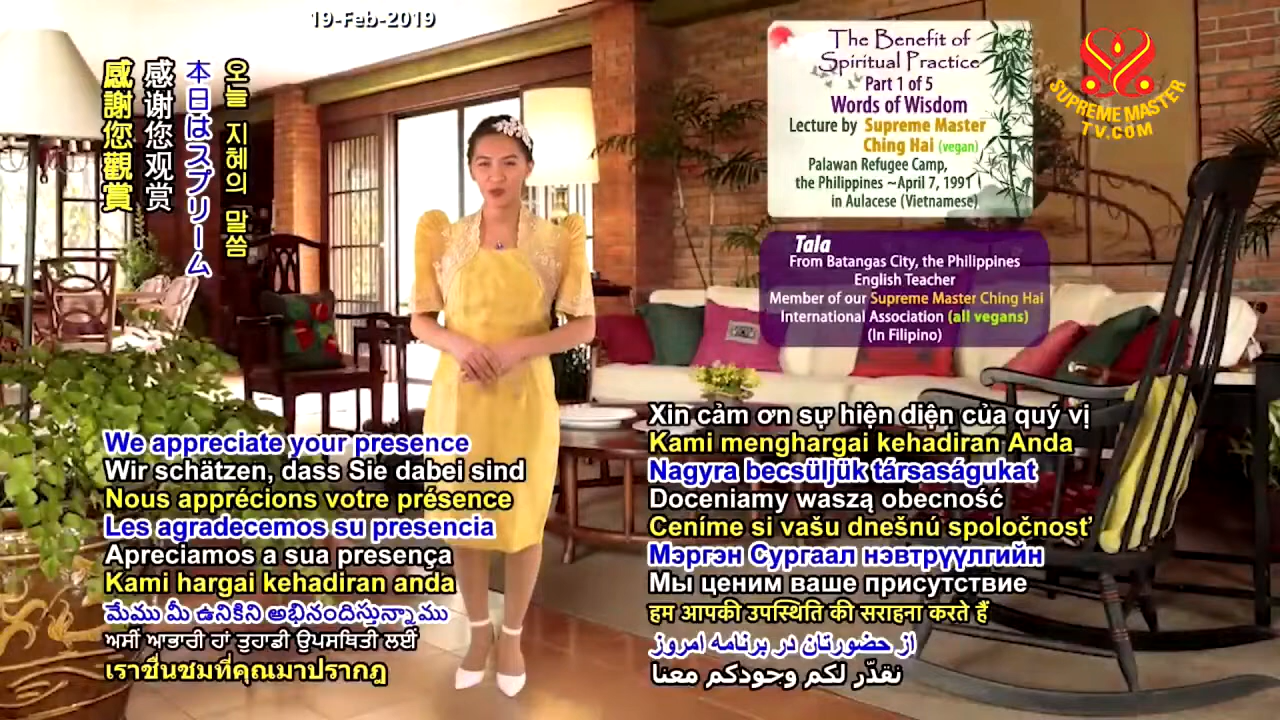 19-Feb-2019
感謝您觀賞
感谢您观赏
本日はスプリーム
오늘 지혜의 말씀
The Benefit of
Spiritual Practice
Part 1 of 5
Words of Wisdom
Lecture by Supreme Master
Ching Hai (vegan)
Palawan Refugee Camp,
the Philippines ~April 7, 1991
in Aulacese (Vietnamese)
SUPREME MASTER
TV.COM
Tala
From Batangas City, the Philippines
English Teacher
Member of our Supreme Master Ching Hai
International Association (all vegans)
(In Filipino)
We appreciate your presence
Wir schätzen, dass Sie dabei sind
Nous apprécions votre présence
Les agradecemos su presencia
Apreciamos a sua presença
Kami hargai kehadiran anda
మేము మీ ఉనికిని అభినందిస్తున్నాము
ਅਸੀਂ ਆਭਾਰੀ ਹਾਂ ਤੁਹਾਡੀ ਉਪਸਥਿਤੀ ਲਈ
เราชื่นชมที่คุณมาปรากฎ
Xin cảm ơn sự hiện diện của quý vị
Kami menghargai kehadiran Anda
Nagyra becsüljük társaságukat
Doceniamy waszą obecność
Ceníme si vašu dnešnú spoločnosť
Мэргэн Сургаал нэвтрүүлгийн
Мы ценим ваше присутствие
हम आपकी उपस्थिति की सराहना करते हैं
از حضورتان در برنامه امروز
نقدّر لكم وجودكم معنا